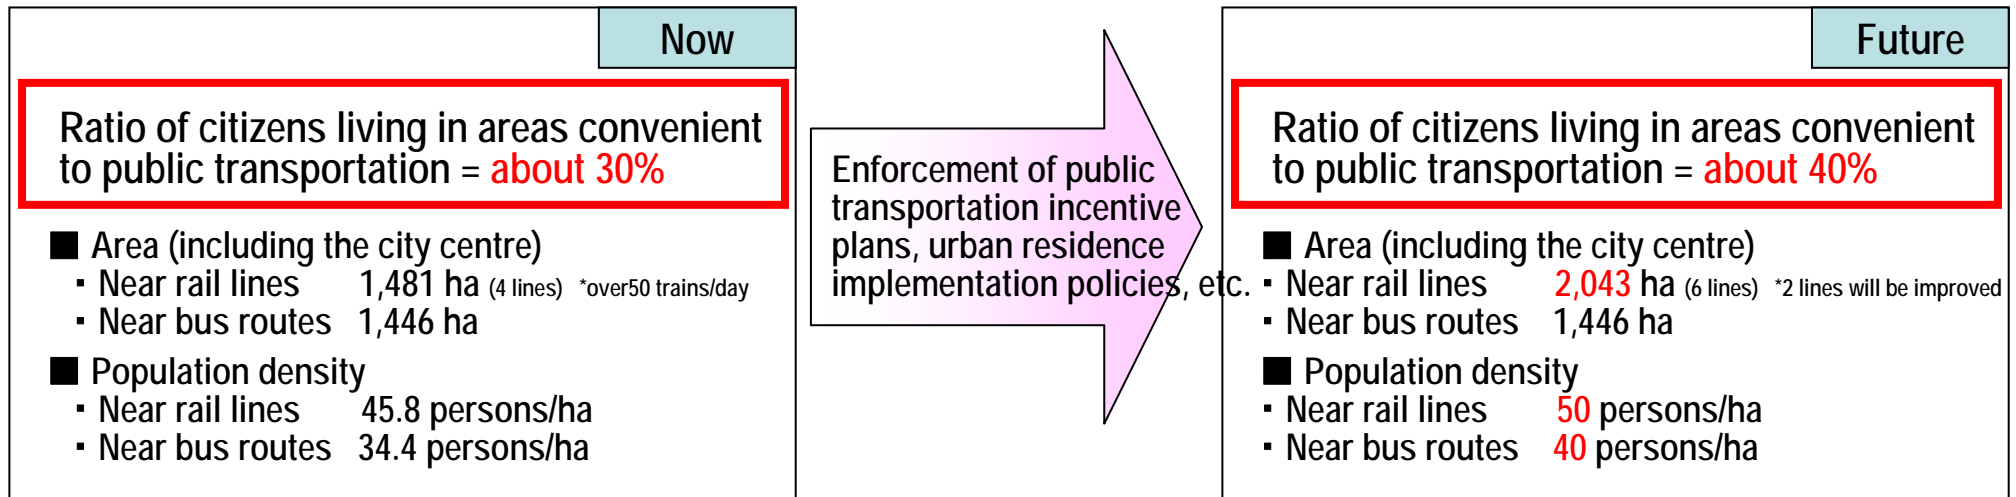 Now
Ratio of citizens living in areas convenient
to public transportation = about 30%
■ Area (including the city centre)
・Near rail lines 1,481 ha (4 lines) *over50 trains/day
・Near bus routes 1,446 ha
■ Population density
・Near rail lines 45.8 persons/ha
・Near bus routes 34.4 persons/ha
Enforcement of public
transportation incentive
plans, urban residence
implementation policies, etc.
Future
Ratio of citizens living in areas convenient
to public transportation = about 40%
■ Area (including the city centre)
・Near rail lines 2,043 ha (6 lines) *2 lines will be improved
・Near bus routes 1,446 ha
■ Population density
・Near rail lines 50 persons/ha
・Near bus routes 40 persons/ha